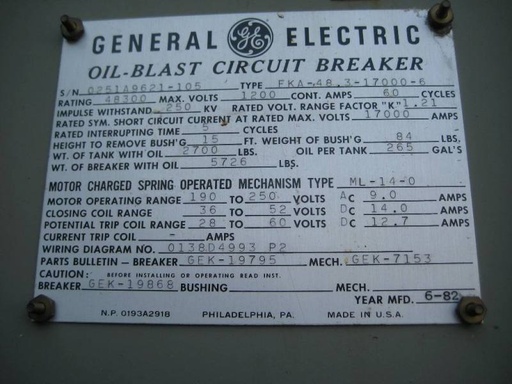 GENERAL GE ELECTRIC
OIL-BLAST CIRCUIT BREAKER
S/N 0251A9621-105 TYPE FKA-48.3-17000-6
RATING 48300 MAX. VOLTS 1200 CONT. AMPS 60 CYCLES
IMPULSE WITHSTAND 250 KV RATED VOLT. RANGE FACTOR "K" 1.21
RATED SYM. SHORT CIRCUIT CURRENT AT RATED MAX. VOLTS 17000 AMPS
RATED INTERRUPTING TIME 5 CYCLES
HEIGHT TO REMOVE BUSH'G 15 FT. WEIGHT OF BUSH'G 84 LBS.
WT. OF TANK WITH OIL 2700 LBS. OIL PER TANK 265 GAL'S
WT. OF BREAKER WITH OIL 5726 LBS.
MOTOR CHARGED SPRING OPERATED MECHANISM TYPE ML-14-0
MOTOR OPERATING RANGE 190 TO 250 VOLTS AC 9.0 AMPS
CLOSING COIL RANGE 36 TO 52 VOLTS DC 14.0 AMPS
POTENTIAL TRIP COIL RANGE 28 TO 60 VOLTS DC 12.7 AMPS
CURRENT TRIP COIL - AMPS
WIRING DIAGRAM NO. 0138D4993 P2
PARTS BULLETIN - BREAKER GEK-19795 MECH. GEK-7153
CAUTION: BEFORE INSTALLING OR OPERATING READ INST.
BREAKER GEK-19868 BUSHING MECH.
YEAR MFD. 6-82
N.P. 0193A2918 PHILADELPHIA, PA. MADE IN U.S.A.